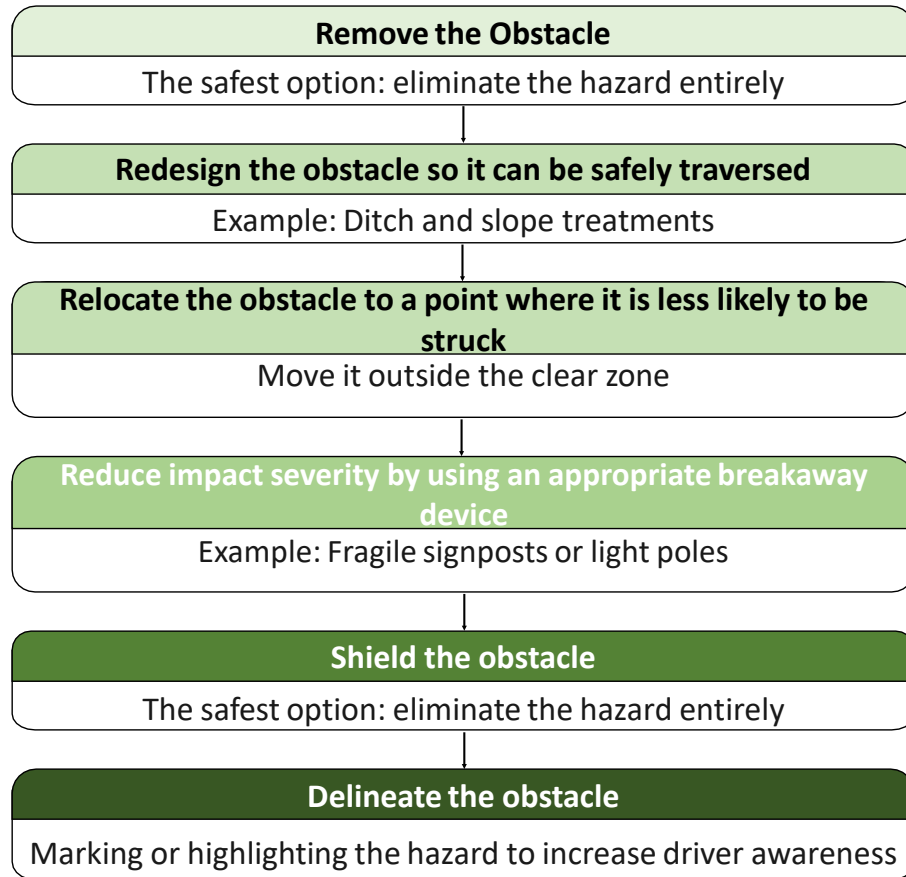 Remove the Obstacle
The safest option: eliminate the hazard entirely
Redesign the obstacle so it can be safely traversed
Example: Ditch and slope treatments
Relocate the obstacle to a point where it is less likely to be
struck
Move it outside the clear zone
Reduce impact severity by using an appropriate breakaway
device
Example: Fragile signposts or light poles
Shield the obstacle
The safest option: eliminate the hazard entirely
Delineate the obstacle
Marking or highlighting the hazard to increase driver awareness